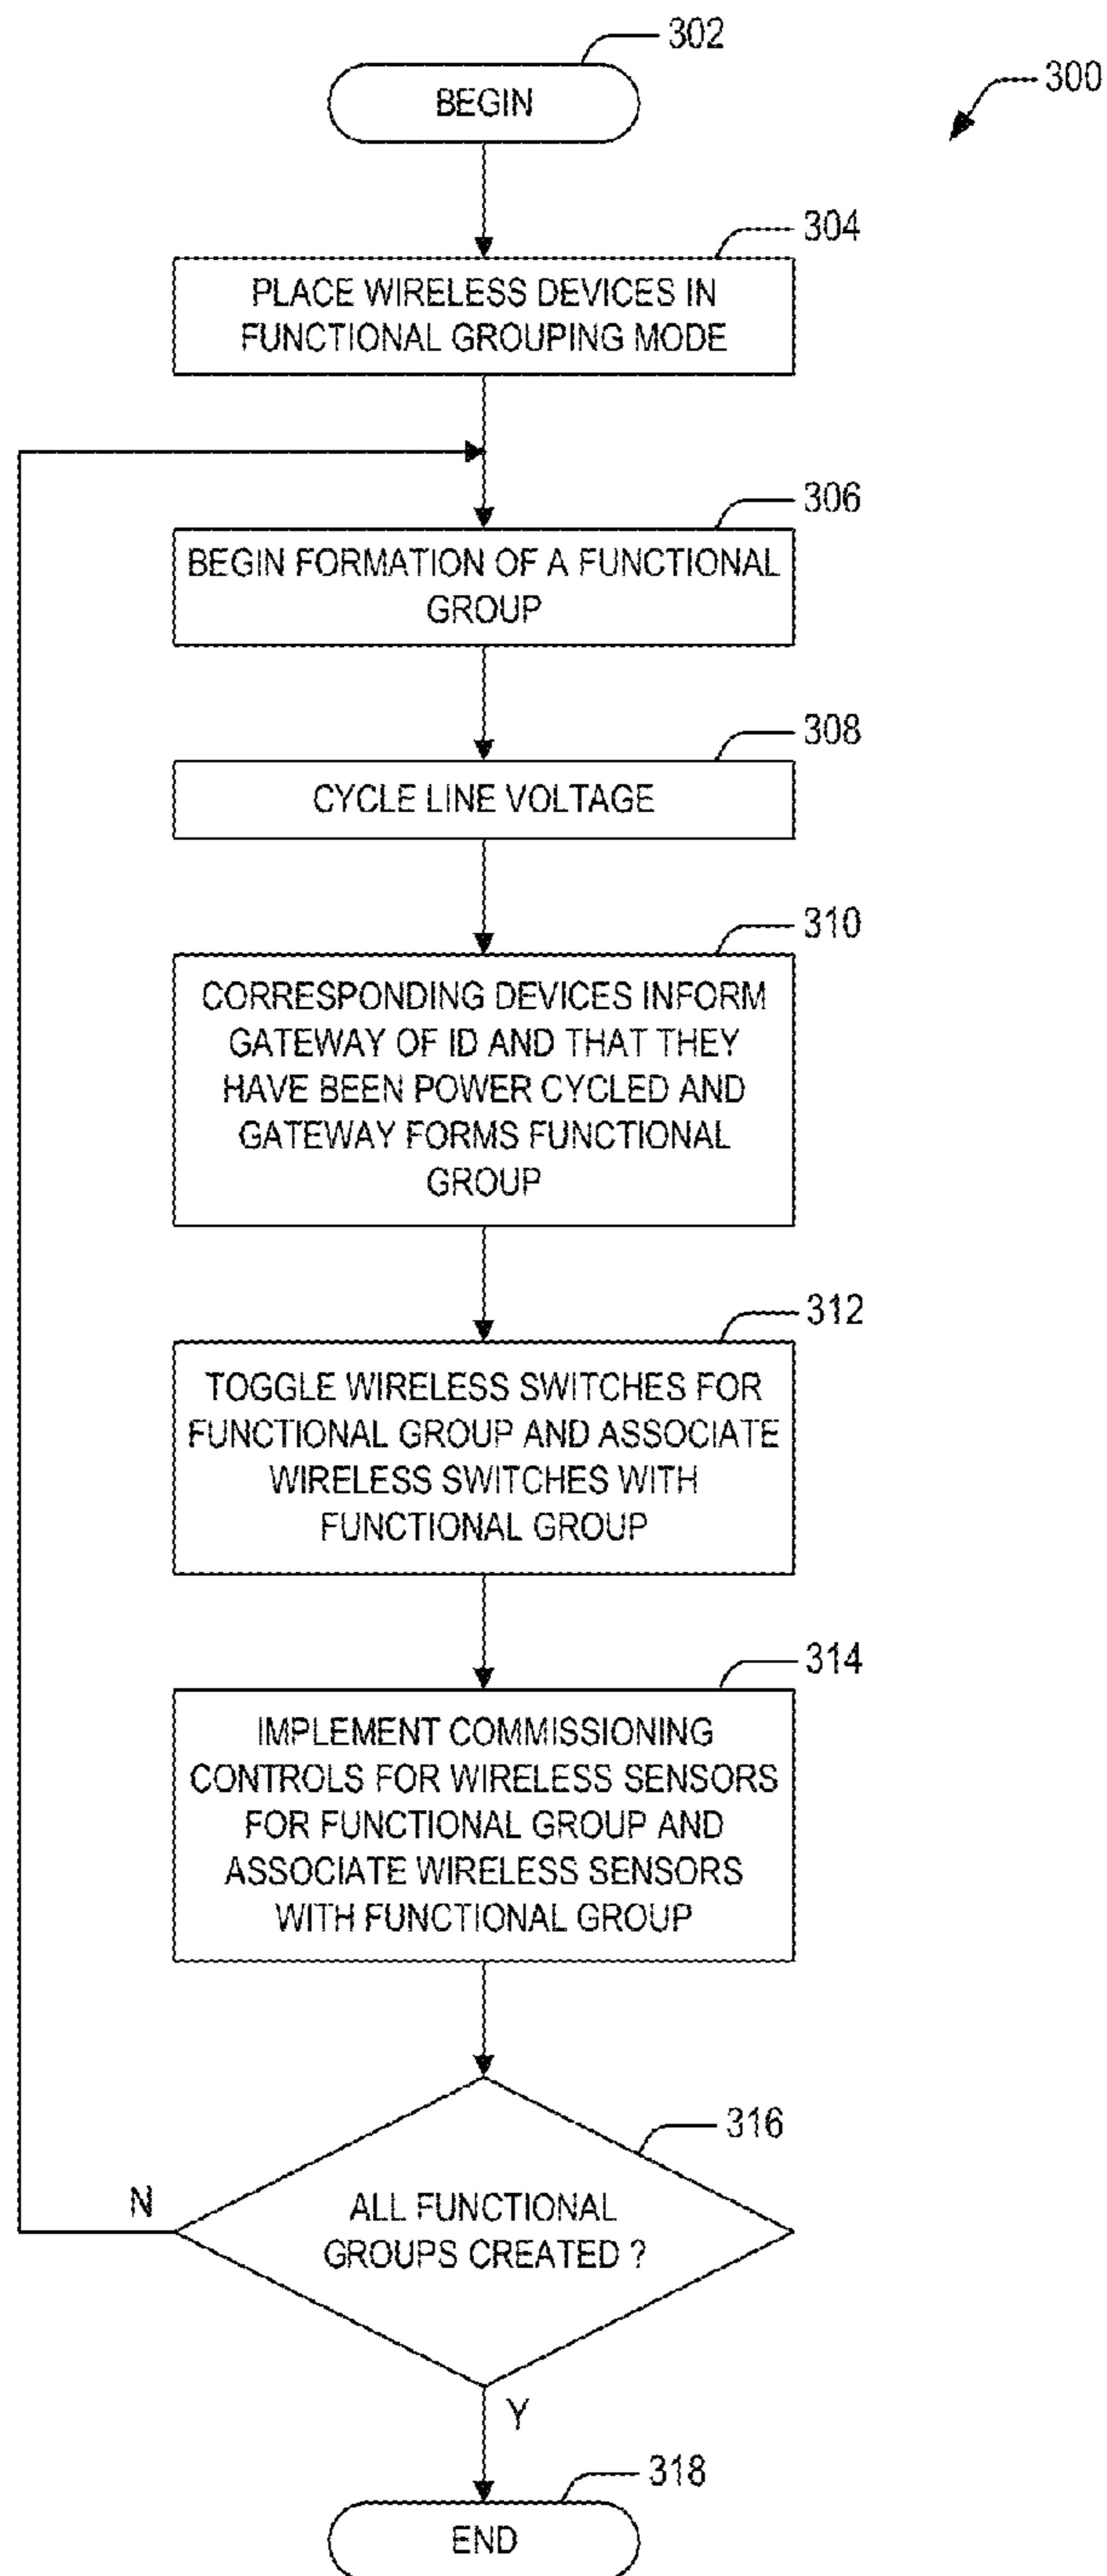 302
BEGIN
300
304
PLACE WIRELESS DEVICES IN
FUNCTIONAL GROUPING MODE
306
BEGIN FORMATION OF A FUNCTIONAL
GROUP
308
CYCLE LINE VOLTAGE
310
CORRESPONDING DEVICES INFORM
GATEWAY OF ID AND THAT THEY
HAVE BEEN POWER CYCLED AND
GATEWAY FORMS FUNCTIONAL
GROUP
312
TOGGLE WIRELESS SWITCHES FOR
FUNCTIONAL GROUP AND ASSOCIATE
WIRELESS SWITCHES WITH
FUNCTIONAL GROUP
314
IMPLEMENT COMMISSIONING
CONTROLS FOR WIRELESS SENSORS
FOR FUNCTIONAL GROUP AND
ASSOCIATE WIRELESS SENSORS
WITH FUNCTIONAL GROUP
316
N
ALL FUNCTIONAL
GROUPS CREATED ?
Y
318
END